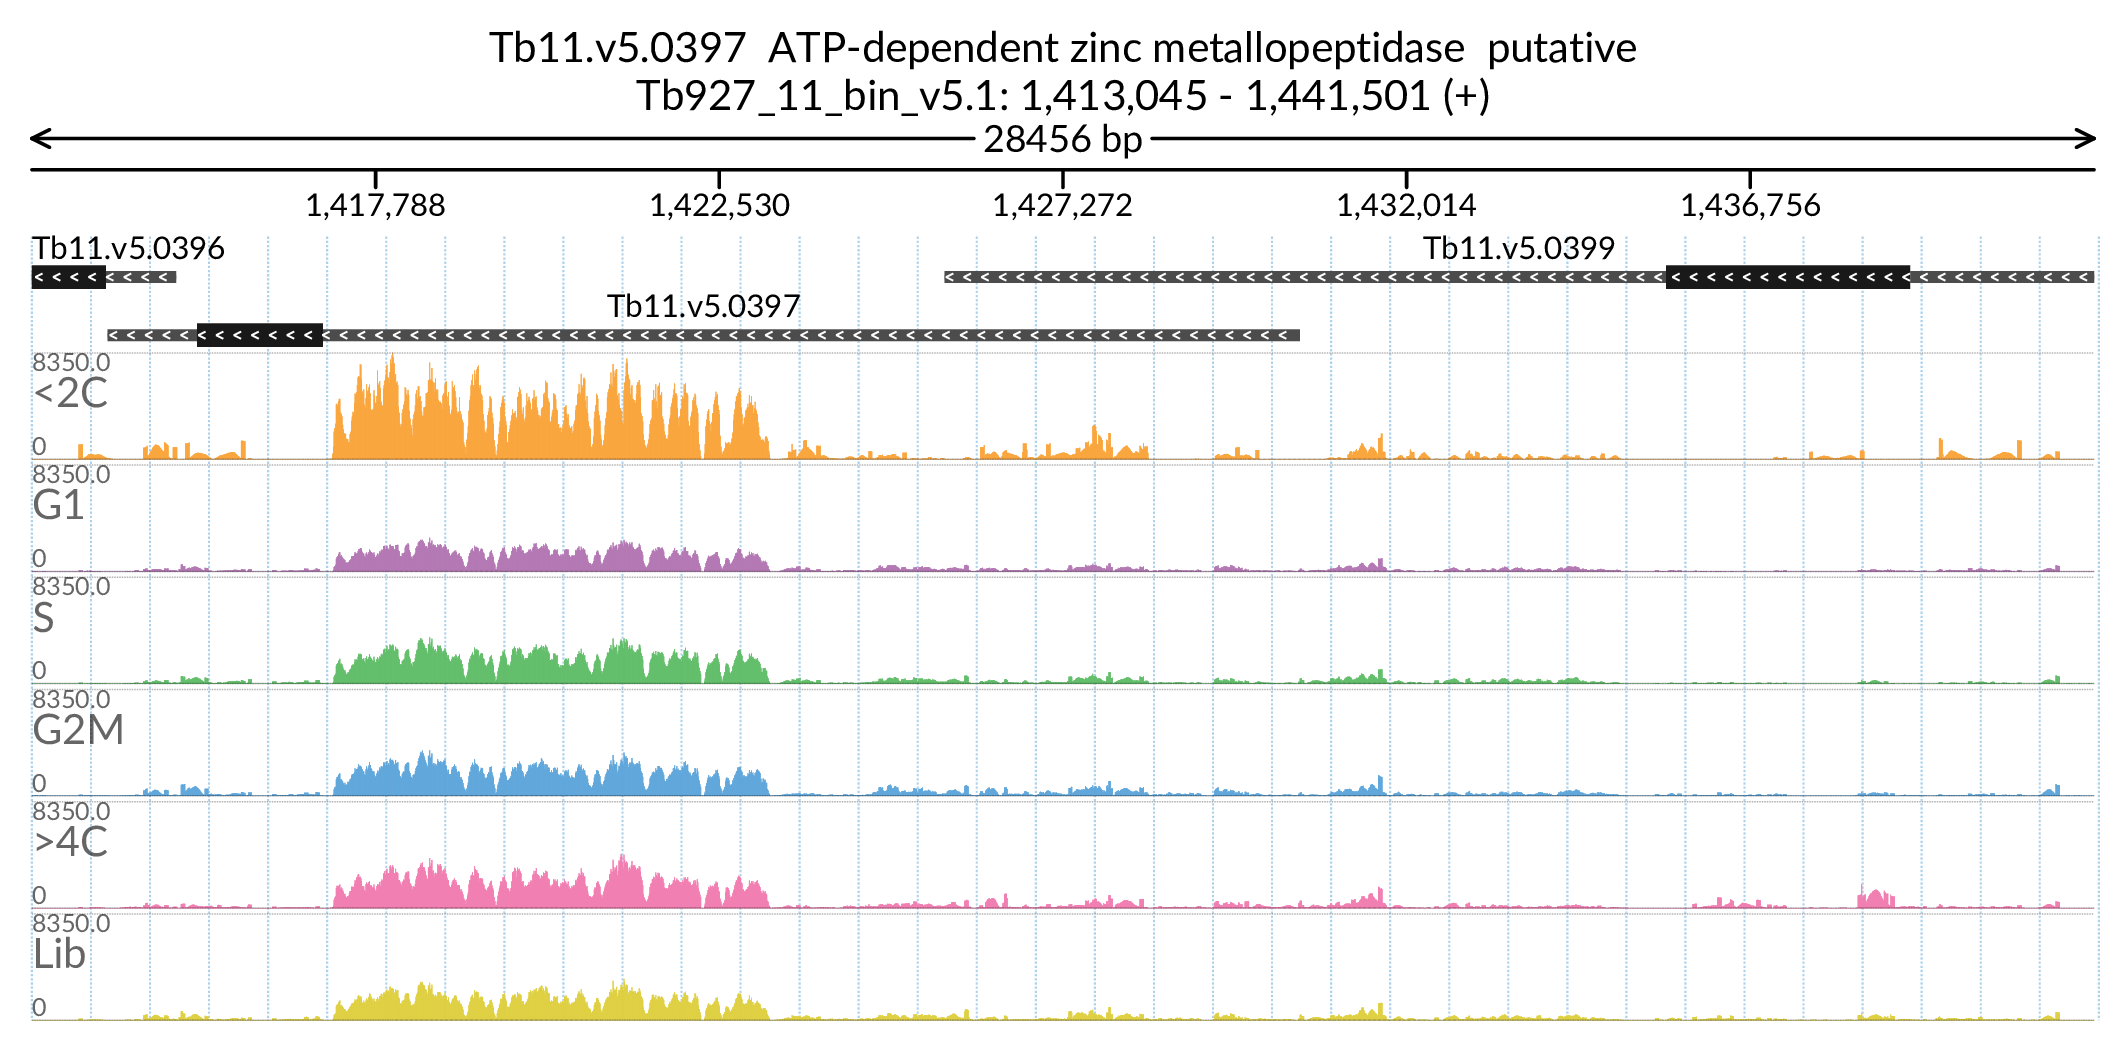 Tb11.v5.0397  ATP-dependent zinc metallopeptidase  putative
Tb927_11_bin_v5.1: 1,413,045 - 1,441,501 (+)
28456 bp
1,417,788 1,422,530 1,427,272 1,432,014 1,436,756
Tb11.v5.0396 Tb11.v5.0399
Tb11.v5.0397
8350.0
<2C
0
8350.0
G1
0
8350.0
S
0
8350.0
G2M
0
8350.0
>4C
0
8350.0
Lib
0